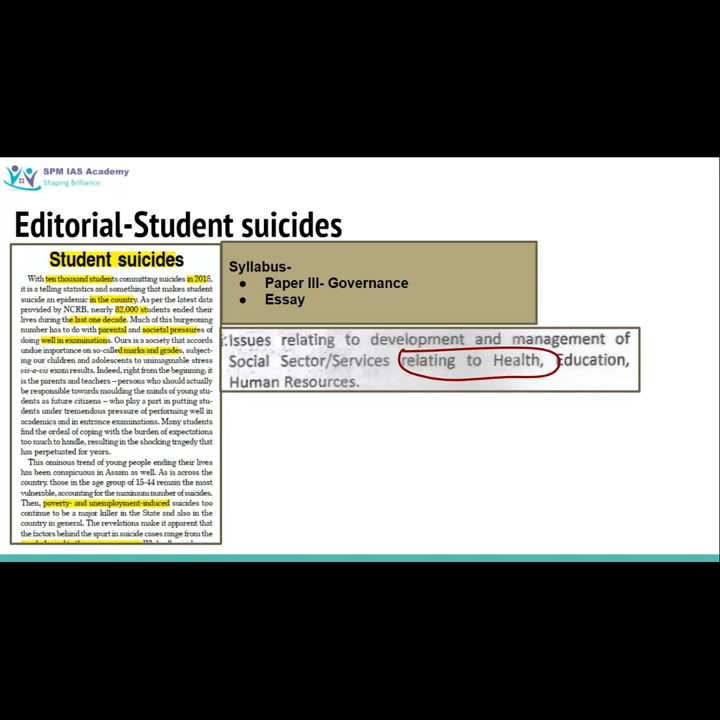 SPM IAS Academy
Shaping Brilliance
Editorial-Student suicides
Student suicides
With ten thousand students committing suicides in 2018,
it is a telling statistics and something that makes student
suicide an epidemic in the country. As per the latest data
provided by NCRB, nearly 82,000 students ended their
lives during the last one decade. Much of this burgeoning
number has to do with parental and societal pressures of
doing well in examinations. Ours is a society that accords
undue importance on so-called marks and grades, subject-
ing our children and adolescents to unimaginable stress
vis-a-vis exam results. Indeed, right from the beginning, it
is the parents and teachers – persons who should actually
be responsible towards moulding the minds of young stu-
dents as future citizens – who play a part in putting stu-
dents under tremendous pressure of performing well in
academics and in entrance examinations. Many students
find the ordeal of coping with the burden of expectations
too much to handle, resulting in the shocking tragedy that
has perpetuated for years.
This ominous trend of young people ending their lives
has been conspicuous in Assam as well. As is across the
country, those in the age group of 15-44 remain the most
vulnerable, accounting for the maximum number of suicides.
Then, poverty- and unemployment-induced suicides too
continue to be a major killer in the State and also in the
country in general. The revelations make it apparent that
the factors behind the spurt in suicide cases range from the
Syllabus-
● Paper III- Governance
● Essay
Issues relating to development and management of
Social Sector/Services relating to Health, Education,
Human Resources.